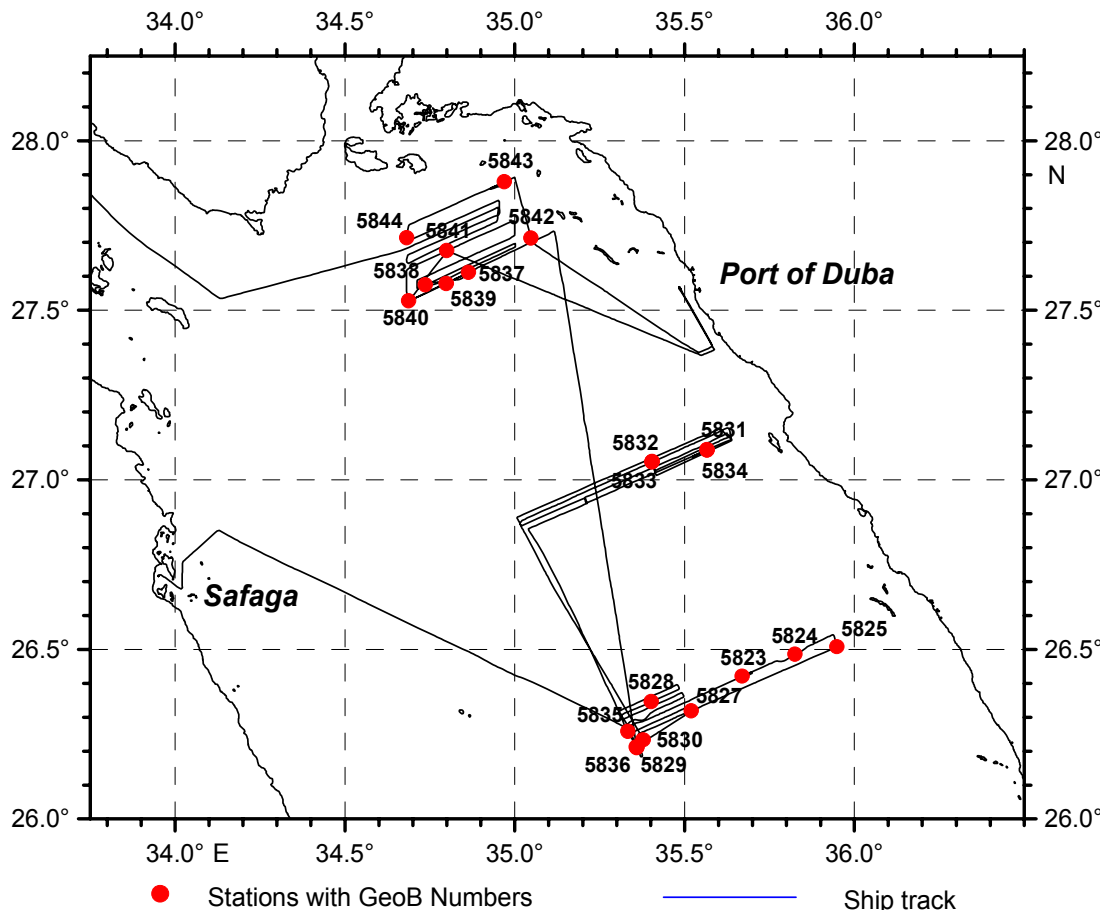 34.0° 34.5° 35.0° 35.5° 36.0°
28.0° 28.0°
N
5843
5844 5841 5842
5838 5837
5839
5840
27.5° 27.5°
Port of Duba
5832 5831
5833 5834
27.0° 27.0°
Safaga
26.5° 26.5°
5824 5825
5823
5828 5827
5835
5830
5836 5829
26.0° 26.0°
34.0° E 34.5° 35.0° 35.5° 36.0°
Stations with GeoB Numbers Ship track